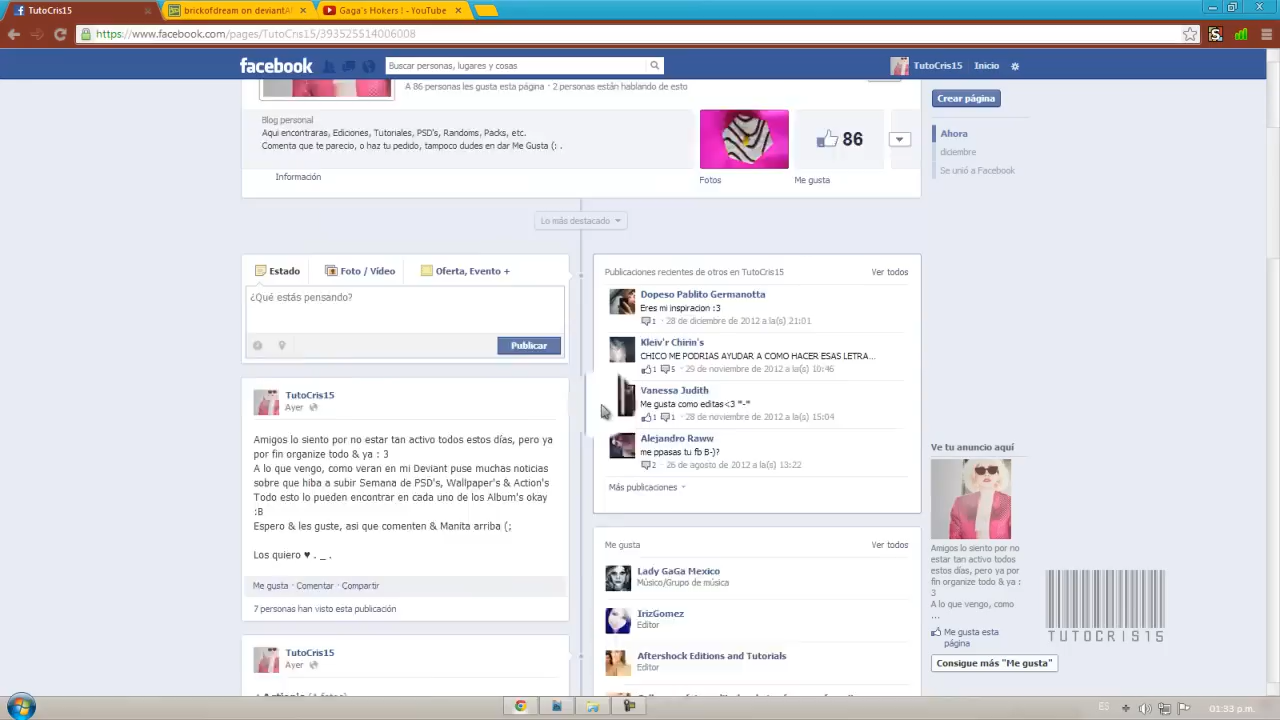 TutoCris15
brickofdream on deviantA
Gaga's Hokers ! - YouTube
https://www.facebook.com/pages/TutoCris15/393525514006008
facebook
Buscar personas, lugares y cosas
TutoCris15
Inicio
A 86 personas les gusta esta página · 2 personas están hablando de esto
Blog personal
Aqui encontraras, Ediciones, Tutoriales, PSD's, Randoms, Packs, etc.
Comenta que te parecio, o haz tu pedido, tampoco dudes en dar Me Gusta (: .
Información
86
Fotos
Me gusta
Crear página
Ahora
diciembre
Se unió a Facebook
Lo más destacado
Estado
Foto / Vídeo
Oferta, Evento +
¿Qué estás pensando?
Publicar
TutoCris15
Ayer
Amigos lo siento por no estar tan activo todos estos días, pero ya
por fin organize todo & ya : 3
A lo que vengo, como veran en mi Deviant puse muchas noticias
sobre que hiba a subir Semana de PSD's, Wallpaper's & Action's
Todo esto lo pueden encontrar en cada uno de los Album's okay
:B
Espero & les guste, asi que comenten & Manita arriba (;
Los quiero ♥ . _ .
Me gusta · Comentar · Compartir
7 personas han visto esta publicación
TutoCris15
Ayer
Publicaciones recientes de otros en TutoCris15
Ver todos
Dopeso Pablito Germanotta
Eres mi inspiracion :3
1 · 28 de diciembre de 2012 a la(s) 21:01
Kleiv'r Chirin's
CHICO ME PODRIAS AYUDAR A COMO HACER ESAS LETRA...
1 5 · 29 de noviembre de 2012 a la(s) 10:46
Vanessa Judith
Me gusta como editas<3 *-*
1 1 · 28 de noviembre de 2012 a la(s) 15:04
Alejandro Raww
me ppasas tu fb B-)?
2 · 26 de agosto de 2012 a la(s) 13:22
Más publicaciones
Me gusta
Ver todos
Lady GaGa Mexico
Músico/Grupo de música
IrizGomez
Editor
Aftershock Editions and Tutorials
Editor
Ve tu anuncio aquí
Amigos lo siento por no
estar tan activo todos
estos días, pero ya por
fin organize todo & ya :
3
A lo que vengo, como
...
Me gusta esta
página
Consigue más "Me gusta"
TUTOCRIS15
ES
01:33 p.m.